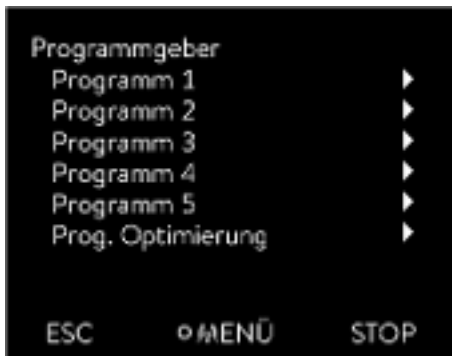 Programmgeber
Programm 1
Programm 2
Programm 3
Programm 4
Programm 5
Prog. Optimierung
ESC MENÜ STOP